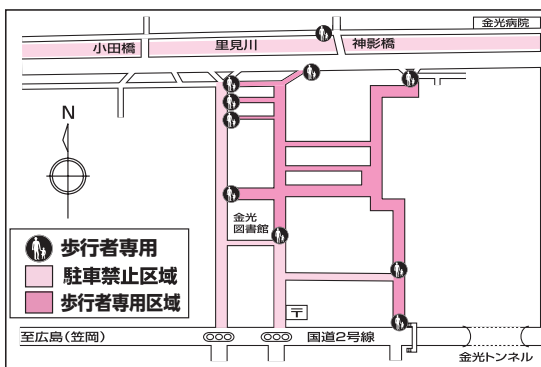 金光病院
小田橋
里見川
神影橋
N
金光
図書館
歩行者専用
駐車禁止区域
歩行者専用区域
〒
至広島(笠岡)
国道2号線
金光トンネル